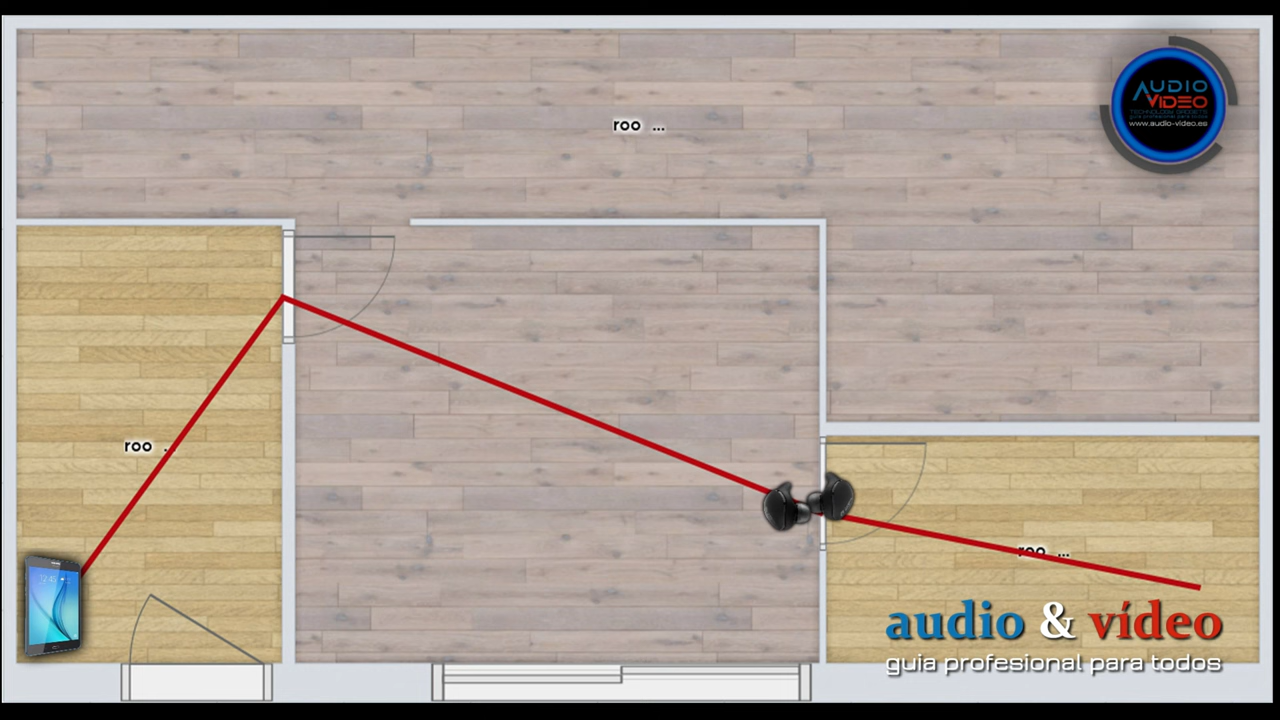 AUDIO
VIDEO
www.audio-video.es
roo ...
roo ..
roo ...
audio & vídeo
guia profesional para todos